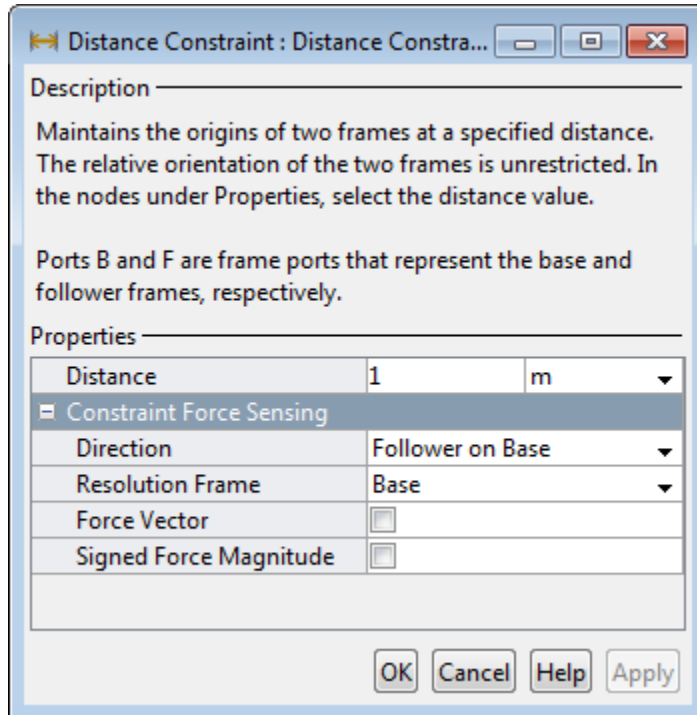 Distance Constraint : Distance Constra...
Description
Maintains the origins of two frames at a specified distance.
The relative orientation of the two frames is unrestricted. In
the nodes under Properties, select the distance value.
Ports B and F are frame ports that represent the base and
follower frames, respectively.
Properties
Distance 1 m
Constraint Force Sensing
Direction Follower on Base
Resolution Frame Base
Force Vector
Signed Force Magnitude
OK Cancel Help Apply